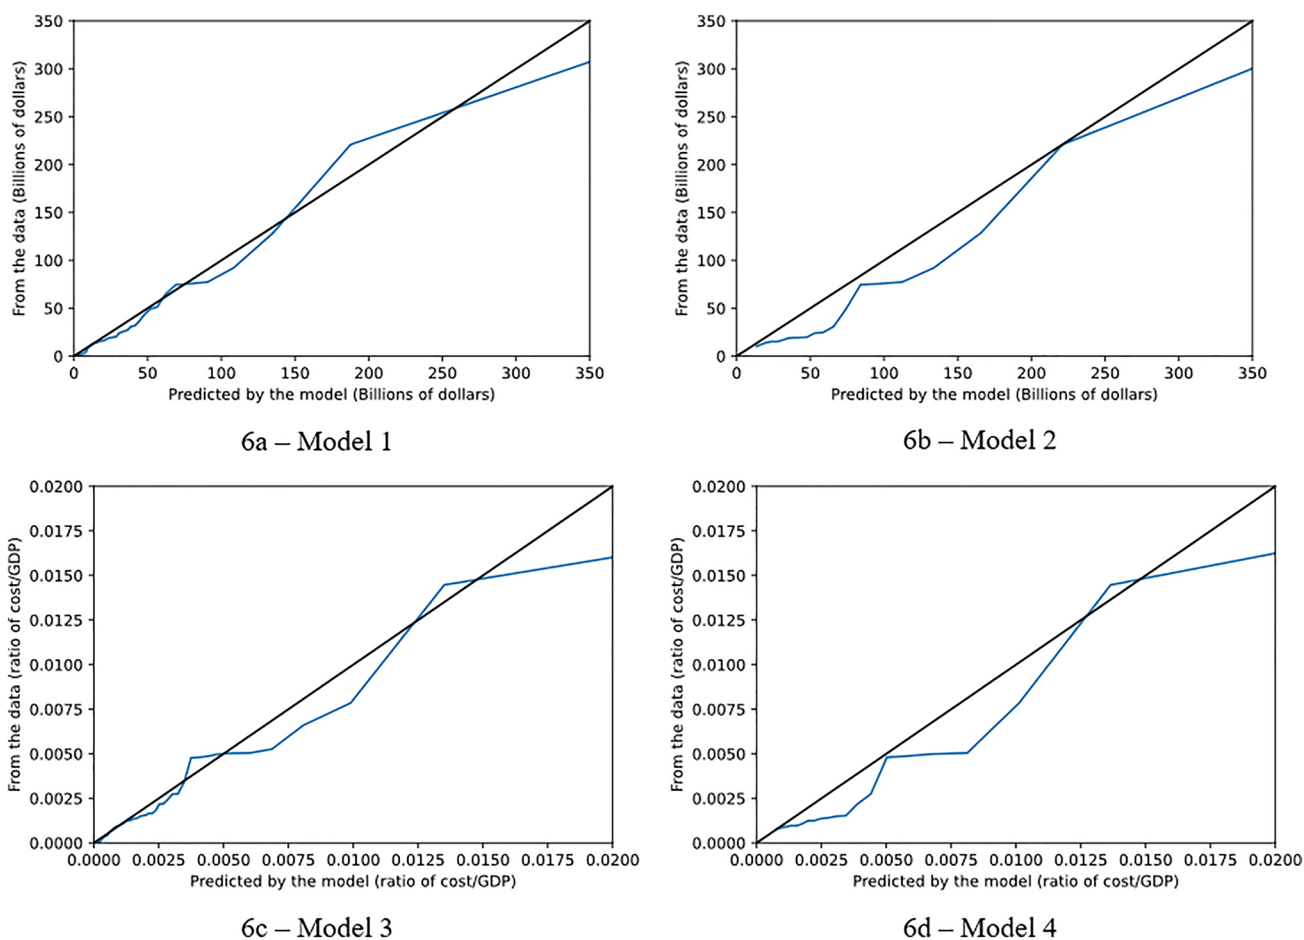 350
300
250
200
150
100
50
0
From the data (Billions of dollars)
0 50 100 150 200 250 300 350
Predicted by the model (Billions of dollars)
6a – Model 1
350
300
250
200
150
100
50
0
From the data (Billions of dollars)
0 50 100 150 200 250 300 350
Predicted by the model (Billions of dollars)
6b – Model 2
0.0200
0.0175
0.0150
0.0125
0.0100
0.0075
0.0050
0.0025
0.0000
From the data (ratio of cost/GDP)
0.0000 0.0025 0.0050 0.0075 0.0100 0.0125 0.0150 0.0175 0.0200
Predicted by the model (ratio of cost/GDP)
6c – Model 3
0.0200
0.0175
0.0150
0.0125
0.0100
0.0075
0.0050
0.0025
0.0000
From the data (ratio of cost/GDP)
0.0000 0.0025 0.0050 0.0075 0.0100 0.0125 0.0150 0.0175 0.0200
Predicted by the model (ratio of cost/GDP)
6d – Model 4